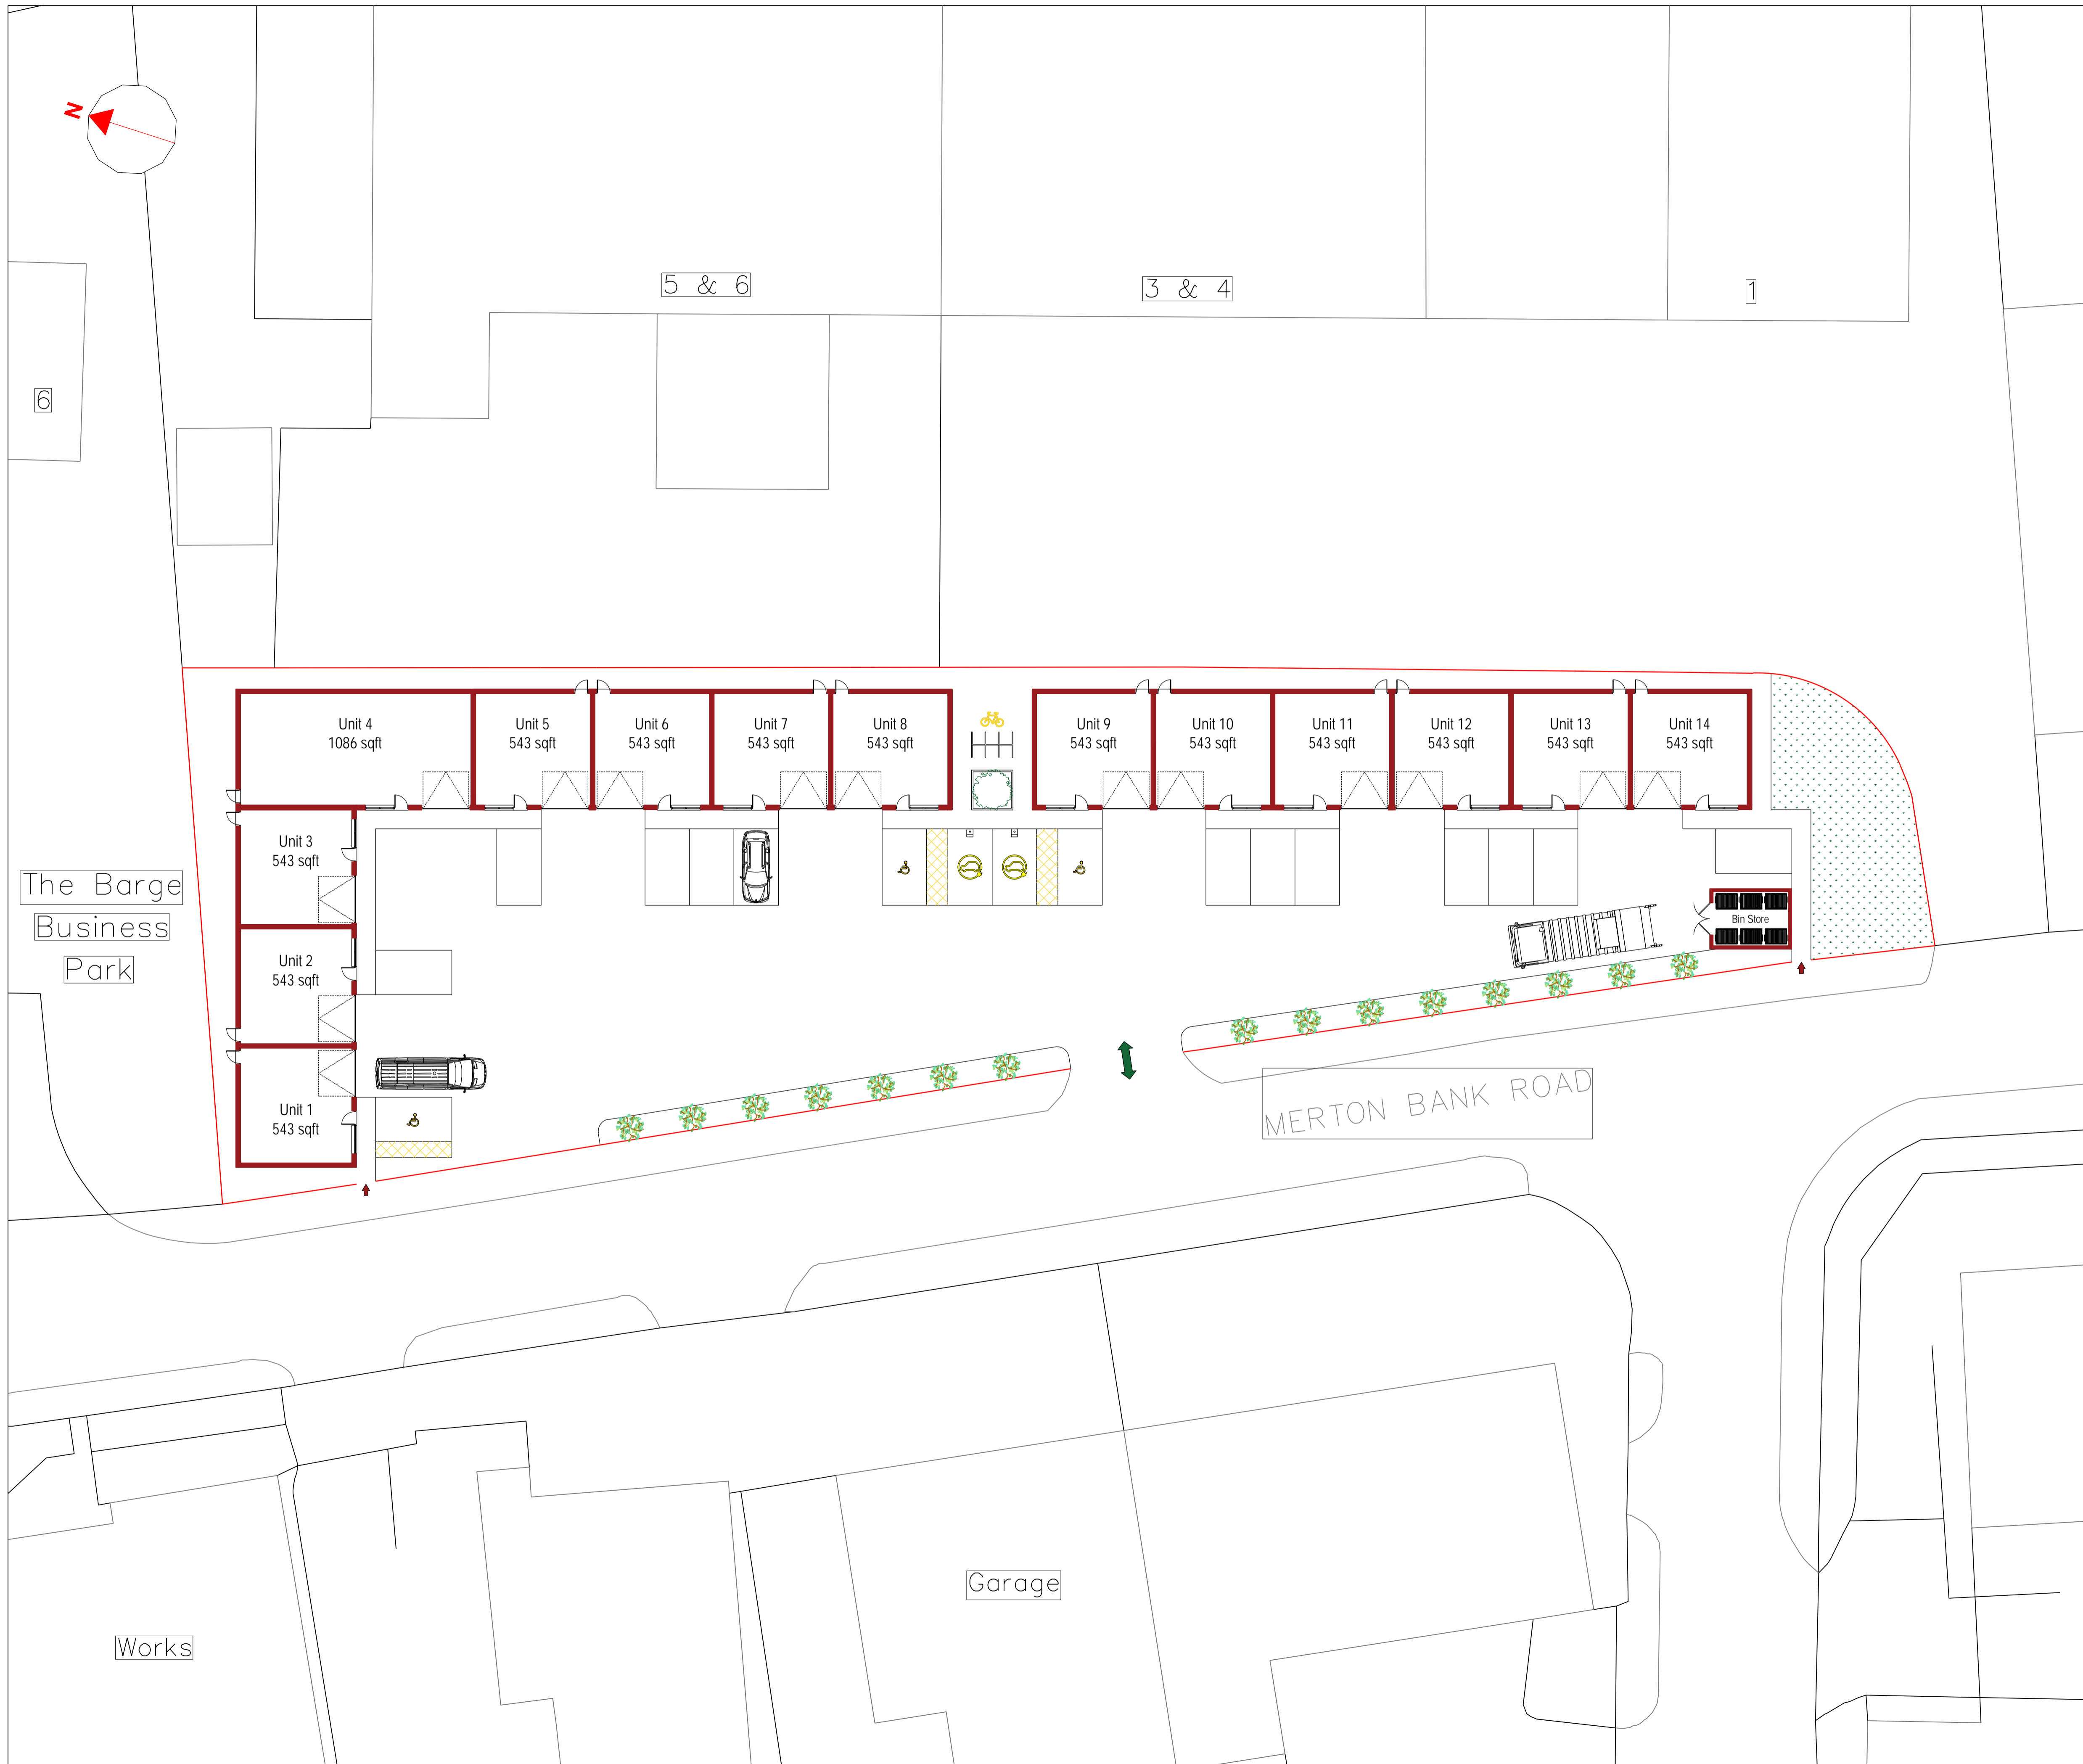 N
5 & 6
3 & 4
1
6
Unit 4
1086 sqft
Unit 5
543 sqft
Unit 6
543 sqft
Unit 7
543 sqft
Unit 8
543 sqft
Unit 9
543 sqft
Unit 10
543 sqft
Unit 11
543 sqft
Unit 12
543 sqft
Unit 13
543 sqft
Unit 14
543 sqft
Unit 3
543 sqft
The Barge
Business
Park
Bin Store
Unit 2
543 sqft
Unit 1
543 sqft
MERTON BANK ROAD
Garage
Works